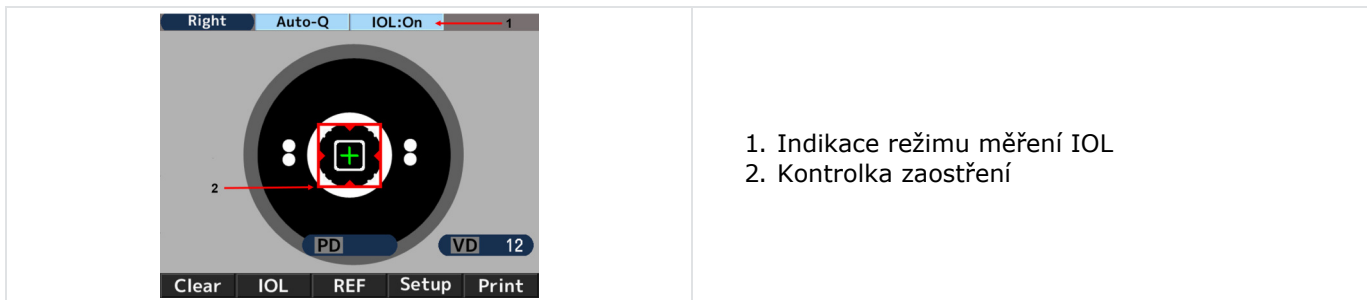 Right Auto-Q IOL:On 1
1. Indikace režimu měření IOL
2. Kontrolka zaostření
2
PD VD 12
Clear IOL REF Setup Print